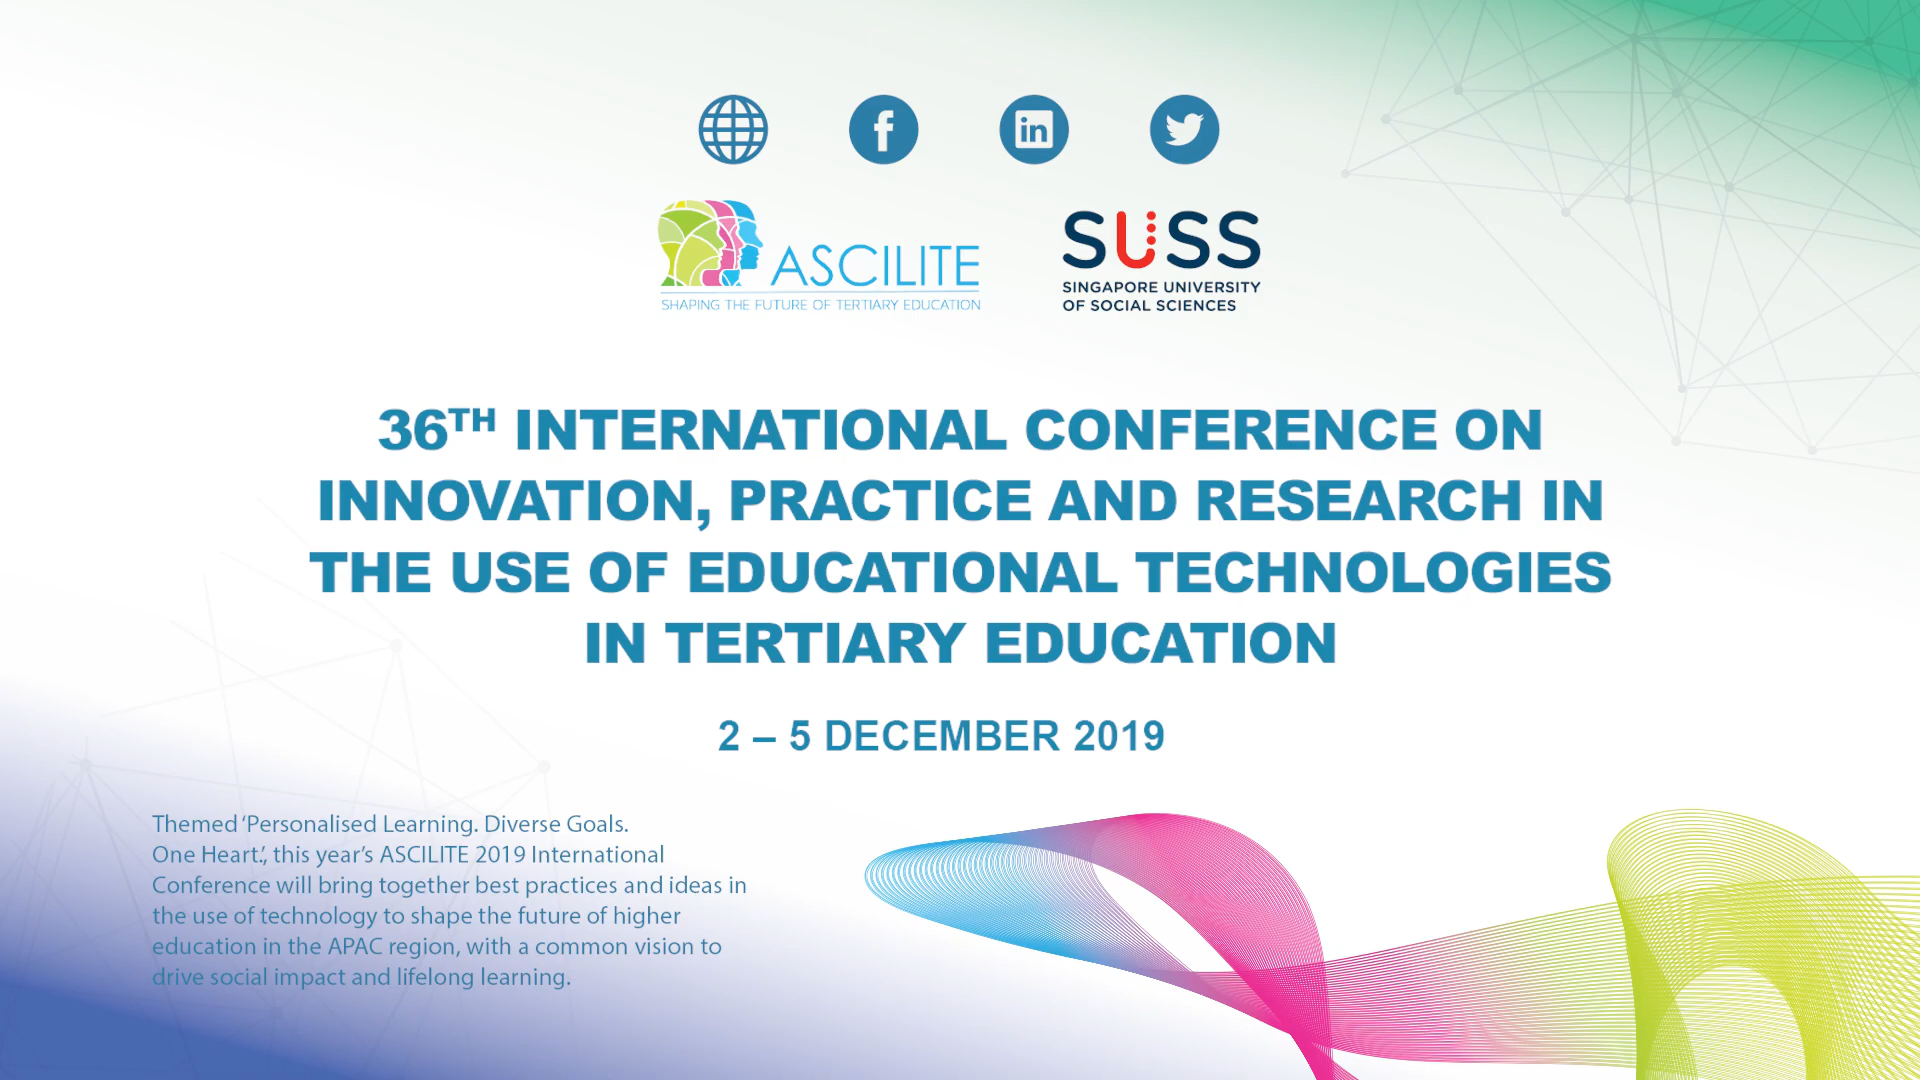 ASCILITE
SHAPING THE FUTURE OF TERTIARY EDUCATION
SUSS
SINGAPORE UNIVERSITY
OF SOCIAL SCIENCES
36TH INTERNATIONAL CONFERENCE ON
INNOVATION, PRACTICE AND RESEARCH IN
THE USE OF EDUCATIONAL TECHNOLOGIES
IN TERTIARY EDUCATION
2 – 5 DECEMBER 2019
Themed ‘Personalised Learning. Diverse Goals.
One Heart.’, this year’s ASCILITE 2019 International
Conference will bring together best practices and ideas in
the use of technology to shape the future of higher
education in the APAC region, with a common vision to
drive social impact and lifelong learning.